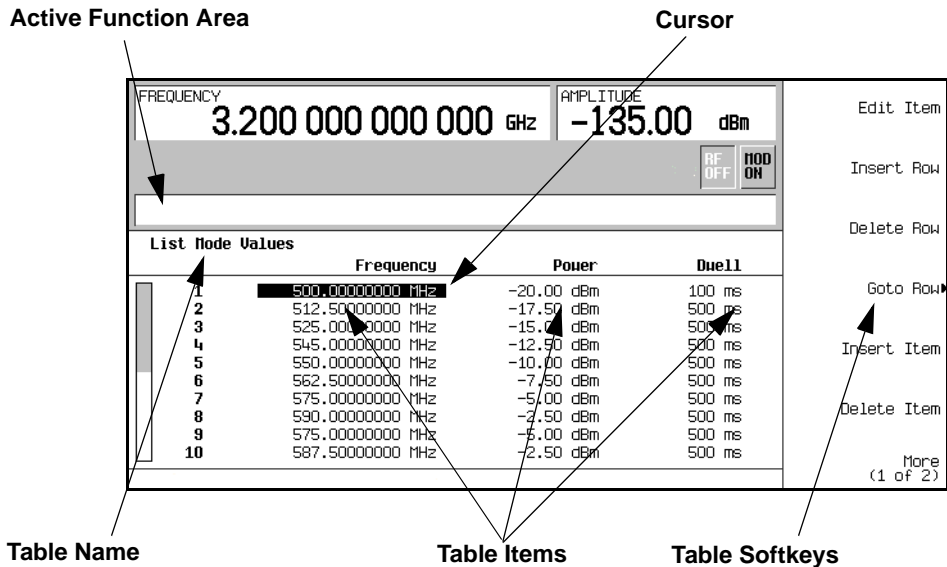 Active Function Area
Cursor
FREQUENCY
3.200 000 000 000 GHz
AMPLITUDE
-135.00 dBm
RF OFF
MOD ON
Edit Item
Insert Row
Delete Row
Goto Row
Insert Item
Delete Item
More
(1 of 2)
List Mode Values
Frequency Power Dwell
1 500.00000000 MHz -20.00 dBm 100 ms
2 512.50000000 MHz -17.50 dBm 500 ms
3 525.00000000 MHz -15.00 dBm 500 ms
4 545.00000000 MHz -12.50 dBm 500 ms
5 550.00000000 MHz -10.00 dBm 500 ms
6 562.50000000 MHz -7.50 dBm 500 ms
7 575.00000000 MHz -5.00 dBm 500 ms
8 590.00000000 MHz -2.50 dBm 500 ms
9 575.00000000 MHz -5.00 dBm 500 ms
10 587.50000000 MHz -2.50 dBm 500 ms
Table Name
Table Items
Table Softkeys